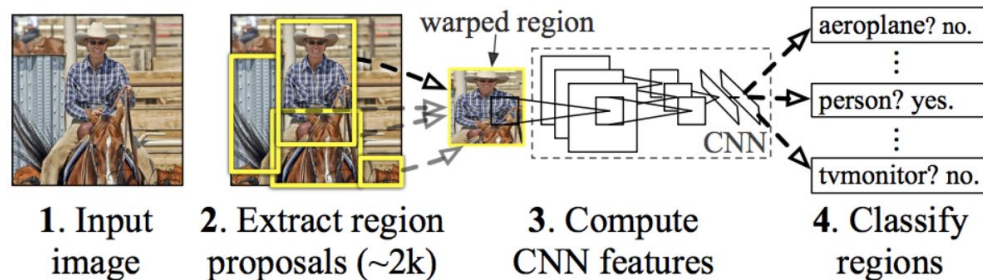 warped region
aeroplane? no.
person? yes.
tvmonitor? no.
CNN
1. Input
image
2. Extract region
proposals (~2k)
3. Compute
CNN features
4. Classify
regions